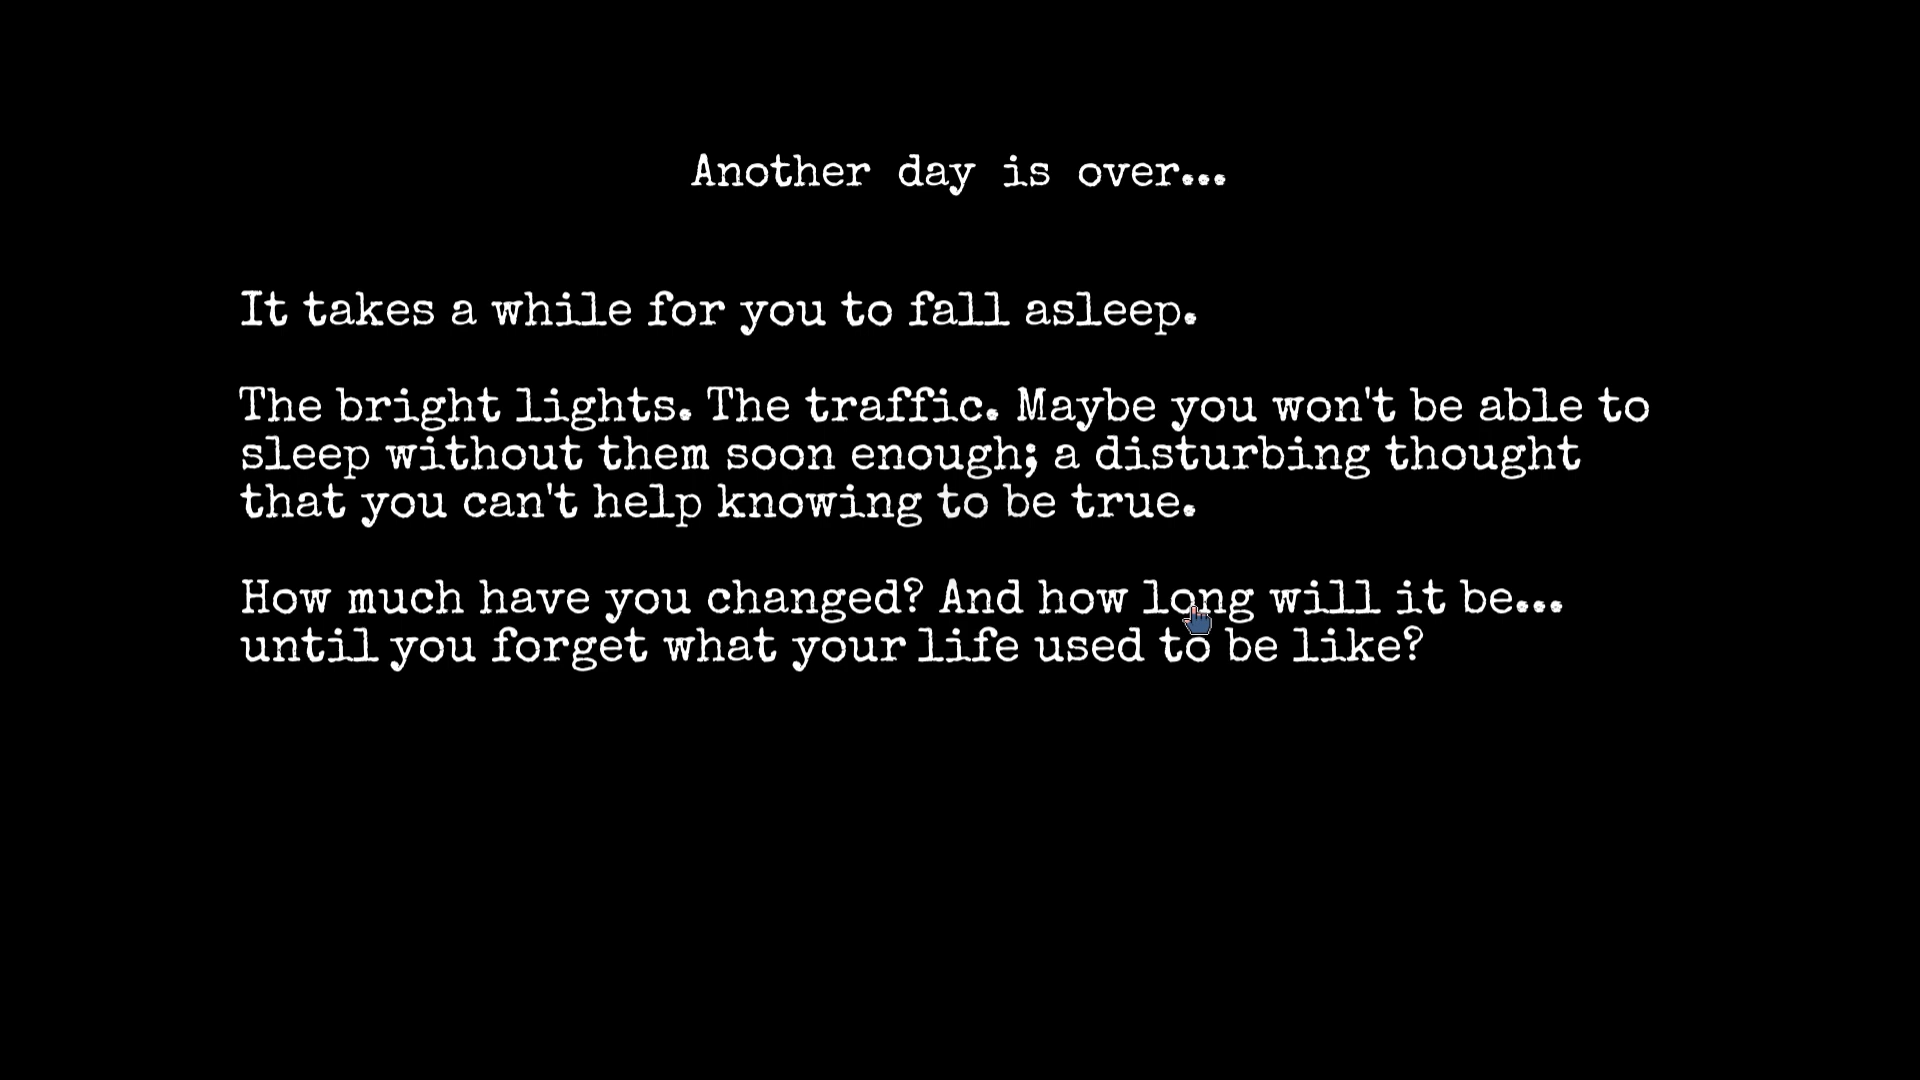 Another day is over...
It takes a while for you to fall asleep.
The bright lights. The traffic. Maybe you won't be able to
sleep without them soon enough; a disturbing thought
that you can't help knowing to be true.
How much have you changed? And how long will it be...
until you forget what your life used to be like?